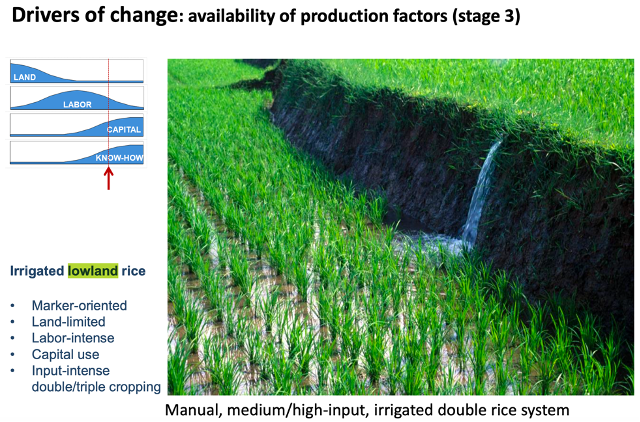 Drivers of change: availability of production factors (stage 3)
LAND
LABOR
CAPITAL
KNOW-HOW
Irrigated lowland rice
• Marker-oriented
• Land-limited
• Labor-intense
• Capital use
• Input-intense
double/triple cropping
Manual, medium/high-input, irrigated double rice system